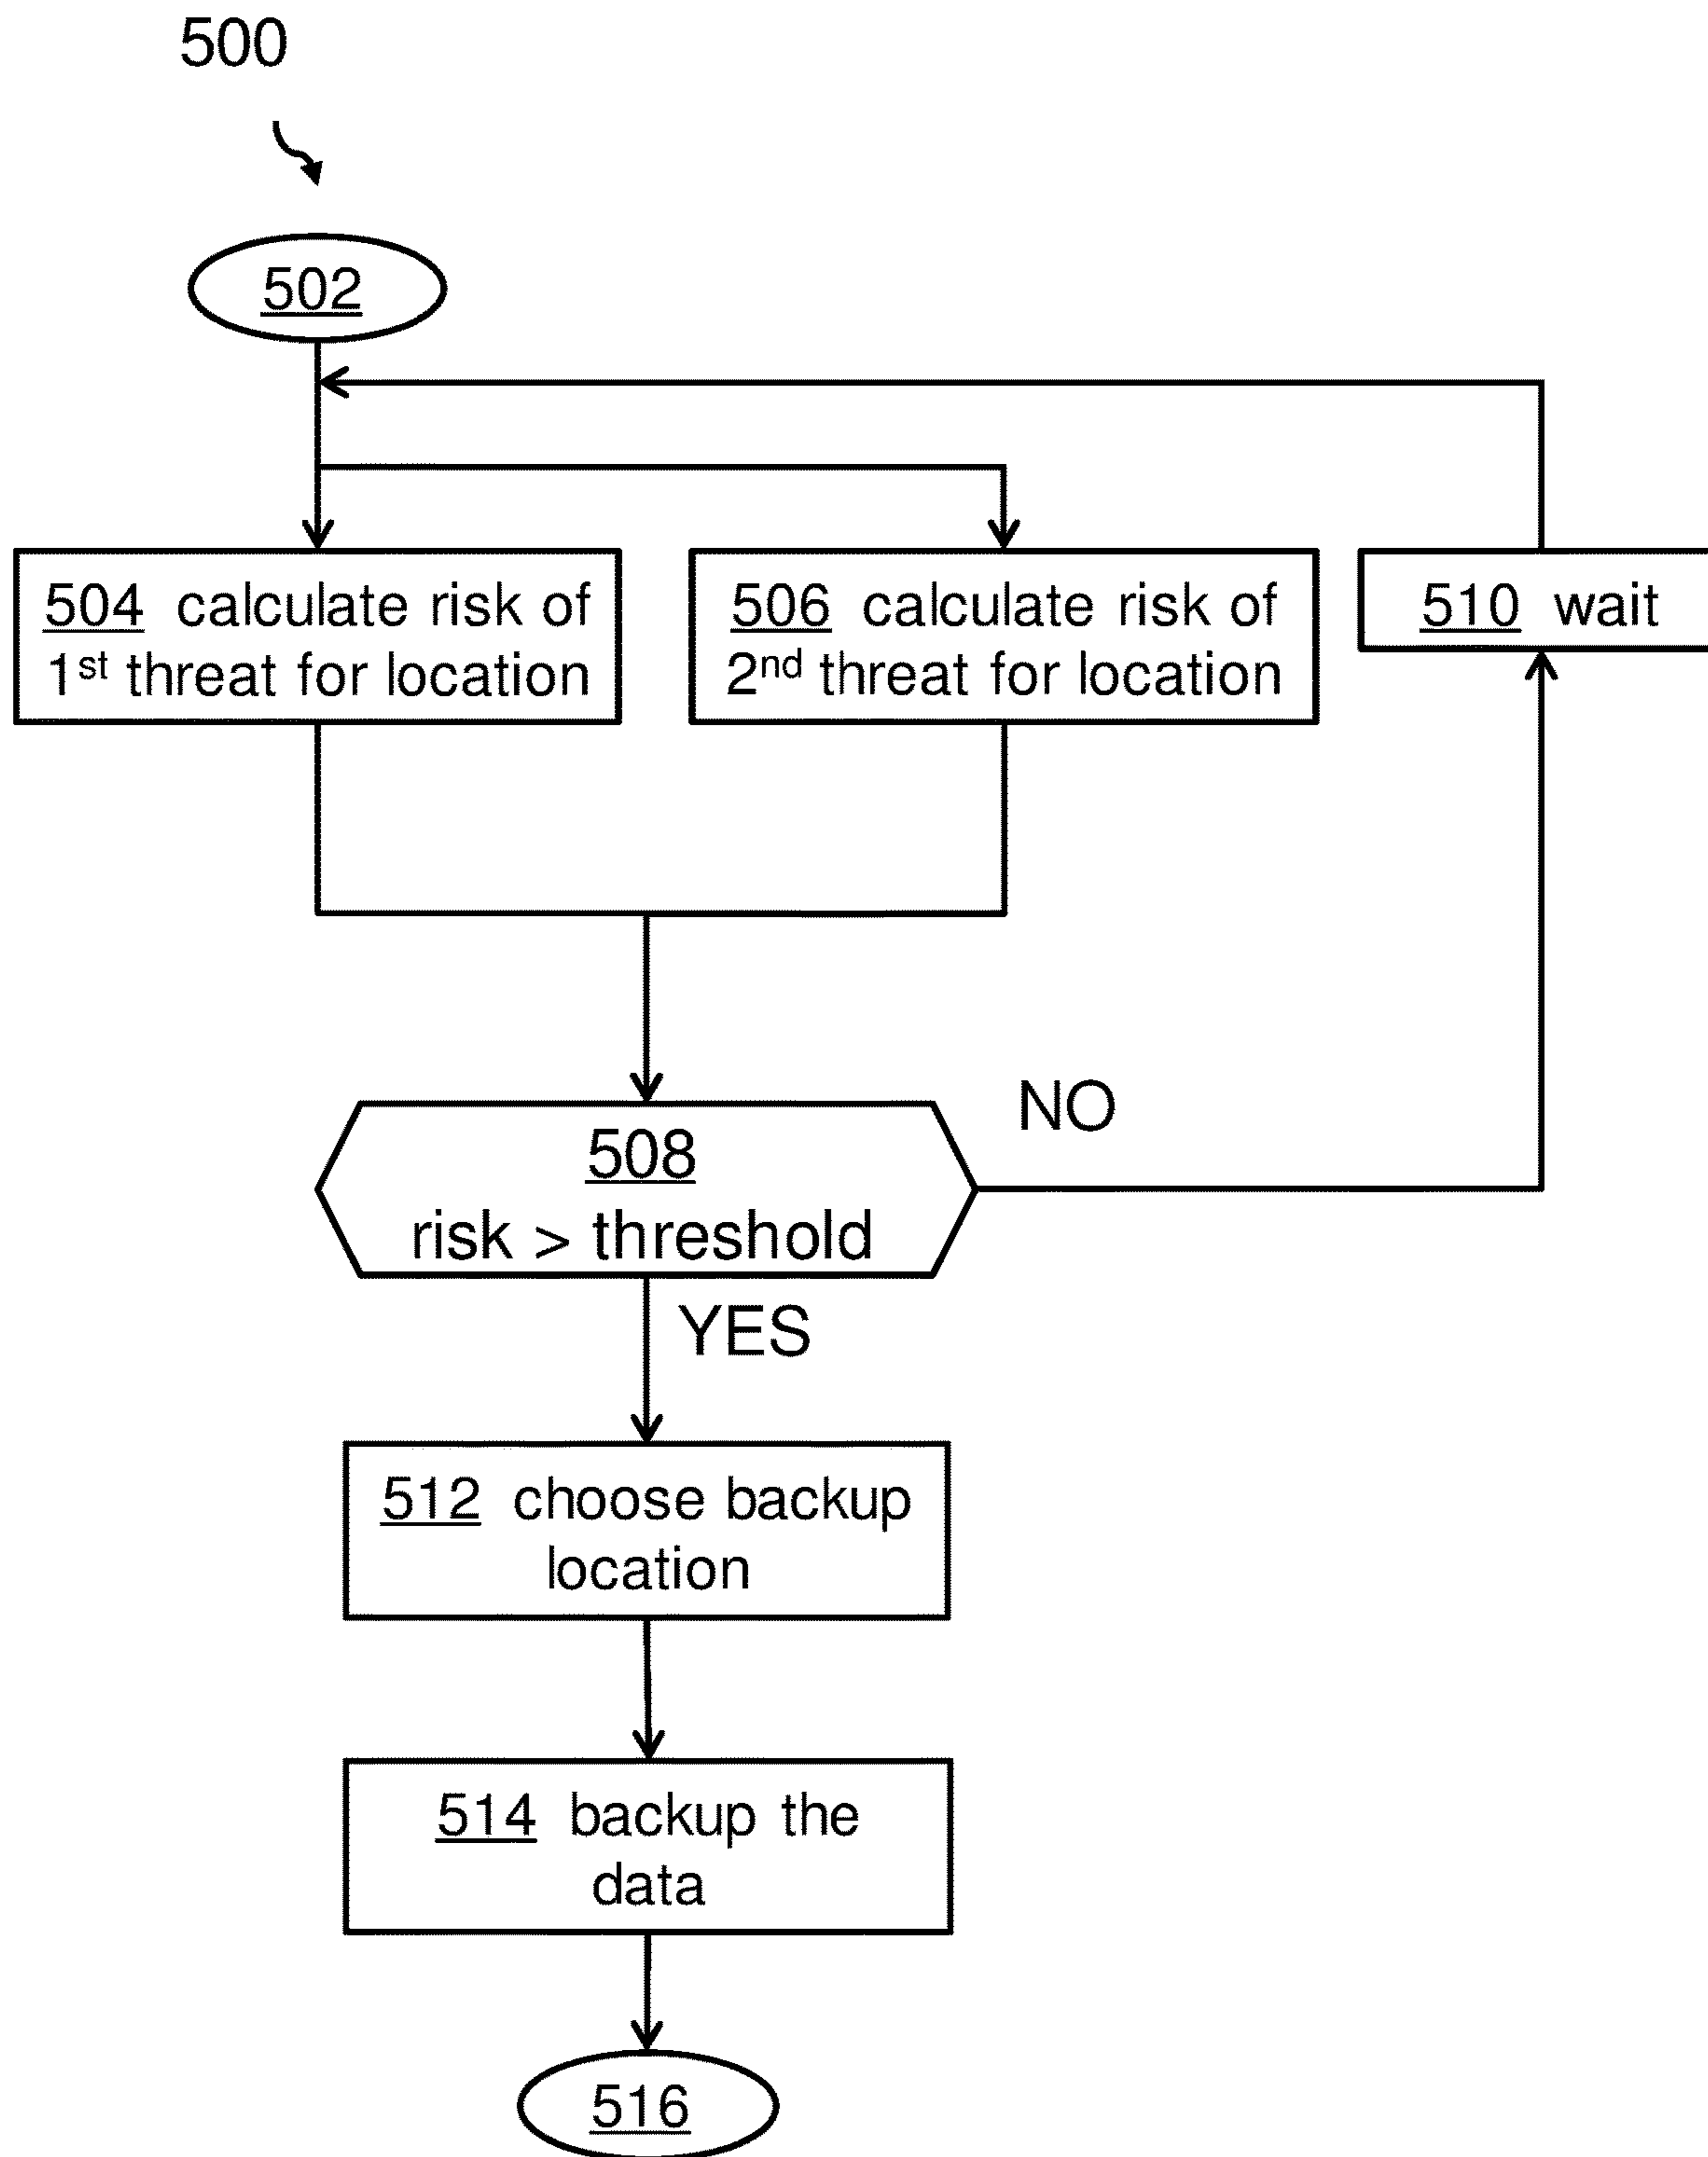 500
502
504 calculate risk of
1st threat for location
506 calculate risk of
2nd threat for location
510 wait
508
risk > threshold
NO
YES
512 choose backup
location
514 backup the
data
516